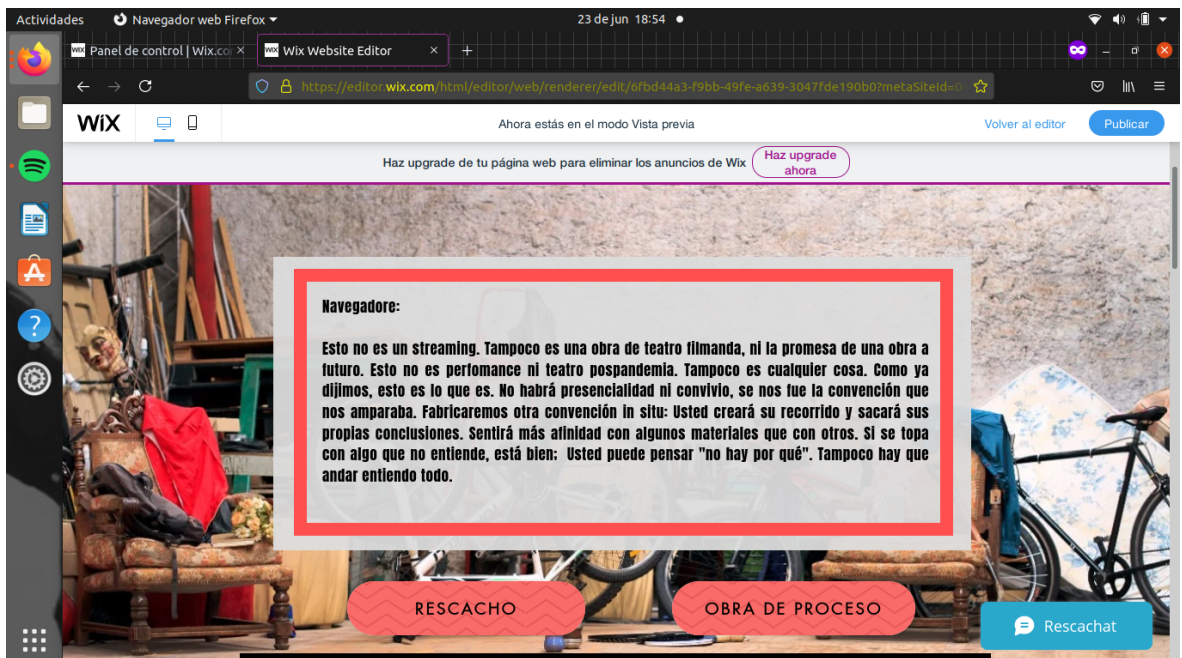 Actividades
Navegador web Firefox
23 de jun 18:54
Panel de control | Wix.co
Wix Website Editor
https://editor.wix.com/html/editor/web/renderer/edit/6fbd44a3-f9bb-49fe-a639-3047fde190b0?metaSiteId=0
WiX
Ahora estás en el modo Vista previa
Volver al editor
Publicar
Haz upgrade de tu página web para eliminar los anuncios de Wix
Haz upgrade
ahora
Navegadore:
Esto no es un streaming. Tampoco es una obra de teatro filmanda, ni la promesa de una obra a
futuro. Esto no es perfomance ni teatro pospandemia. Tampoco es cualquier cosa. Como ya
dijimos, esto es lo que es. No habrá presencialidad ni convivio, se nos fue la convención que
nos amparaba. Fabricaremos otra convención in situ: Usted creará su recorrido y sacará sus
propias conclusiones. Sentirá más afinidad con algunos materiales que con otros. Si se topa
con algo que no entiende, está bien; Usted puede pensar "no hay por qué". Tampoco hay que
andar entiendo todo.
RESCACHO
OBRA DE PROCESO
Rescachat